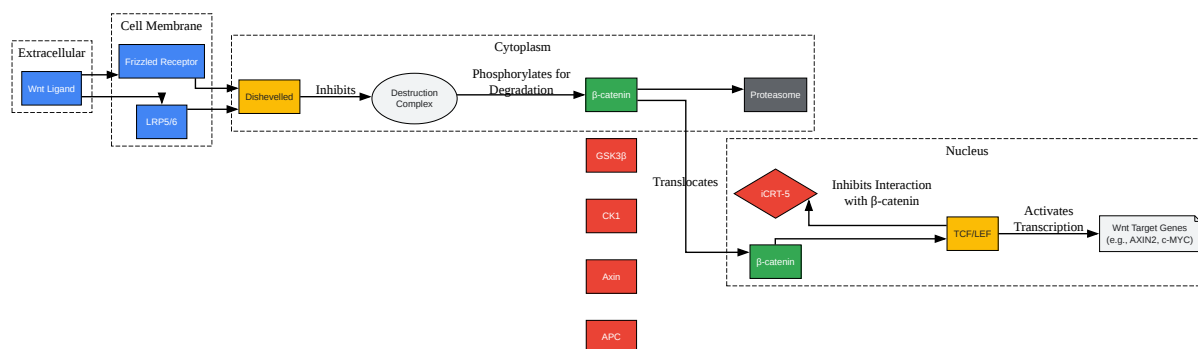 Extracellular
Wnt Ligand
Cell Membrane
Frizzled Receptor
LRP5/6
Cytoplasm
Dishevelled
Inhibits
Destruction
Complex
Phosphorylates for
Degradation
β-catenin
Proteasome
GSK3β
CK1
Axin
APC
Translocates
Nucleus
iCRT-5
Inhibits Interaction
with β-catenin
β-catenin
TCF/LEF
Activates
Transcription
Wnt Target Genes
(e.g., AXIN2, c-MYC)